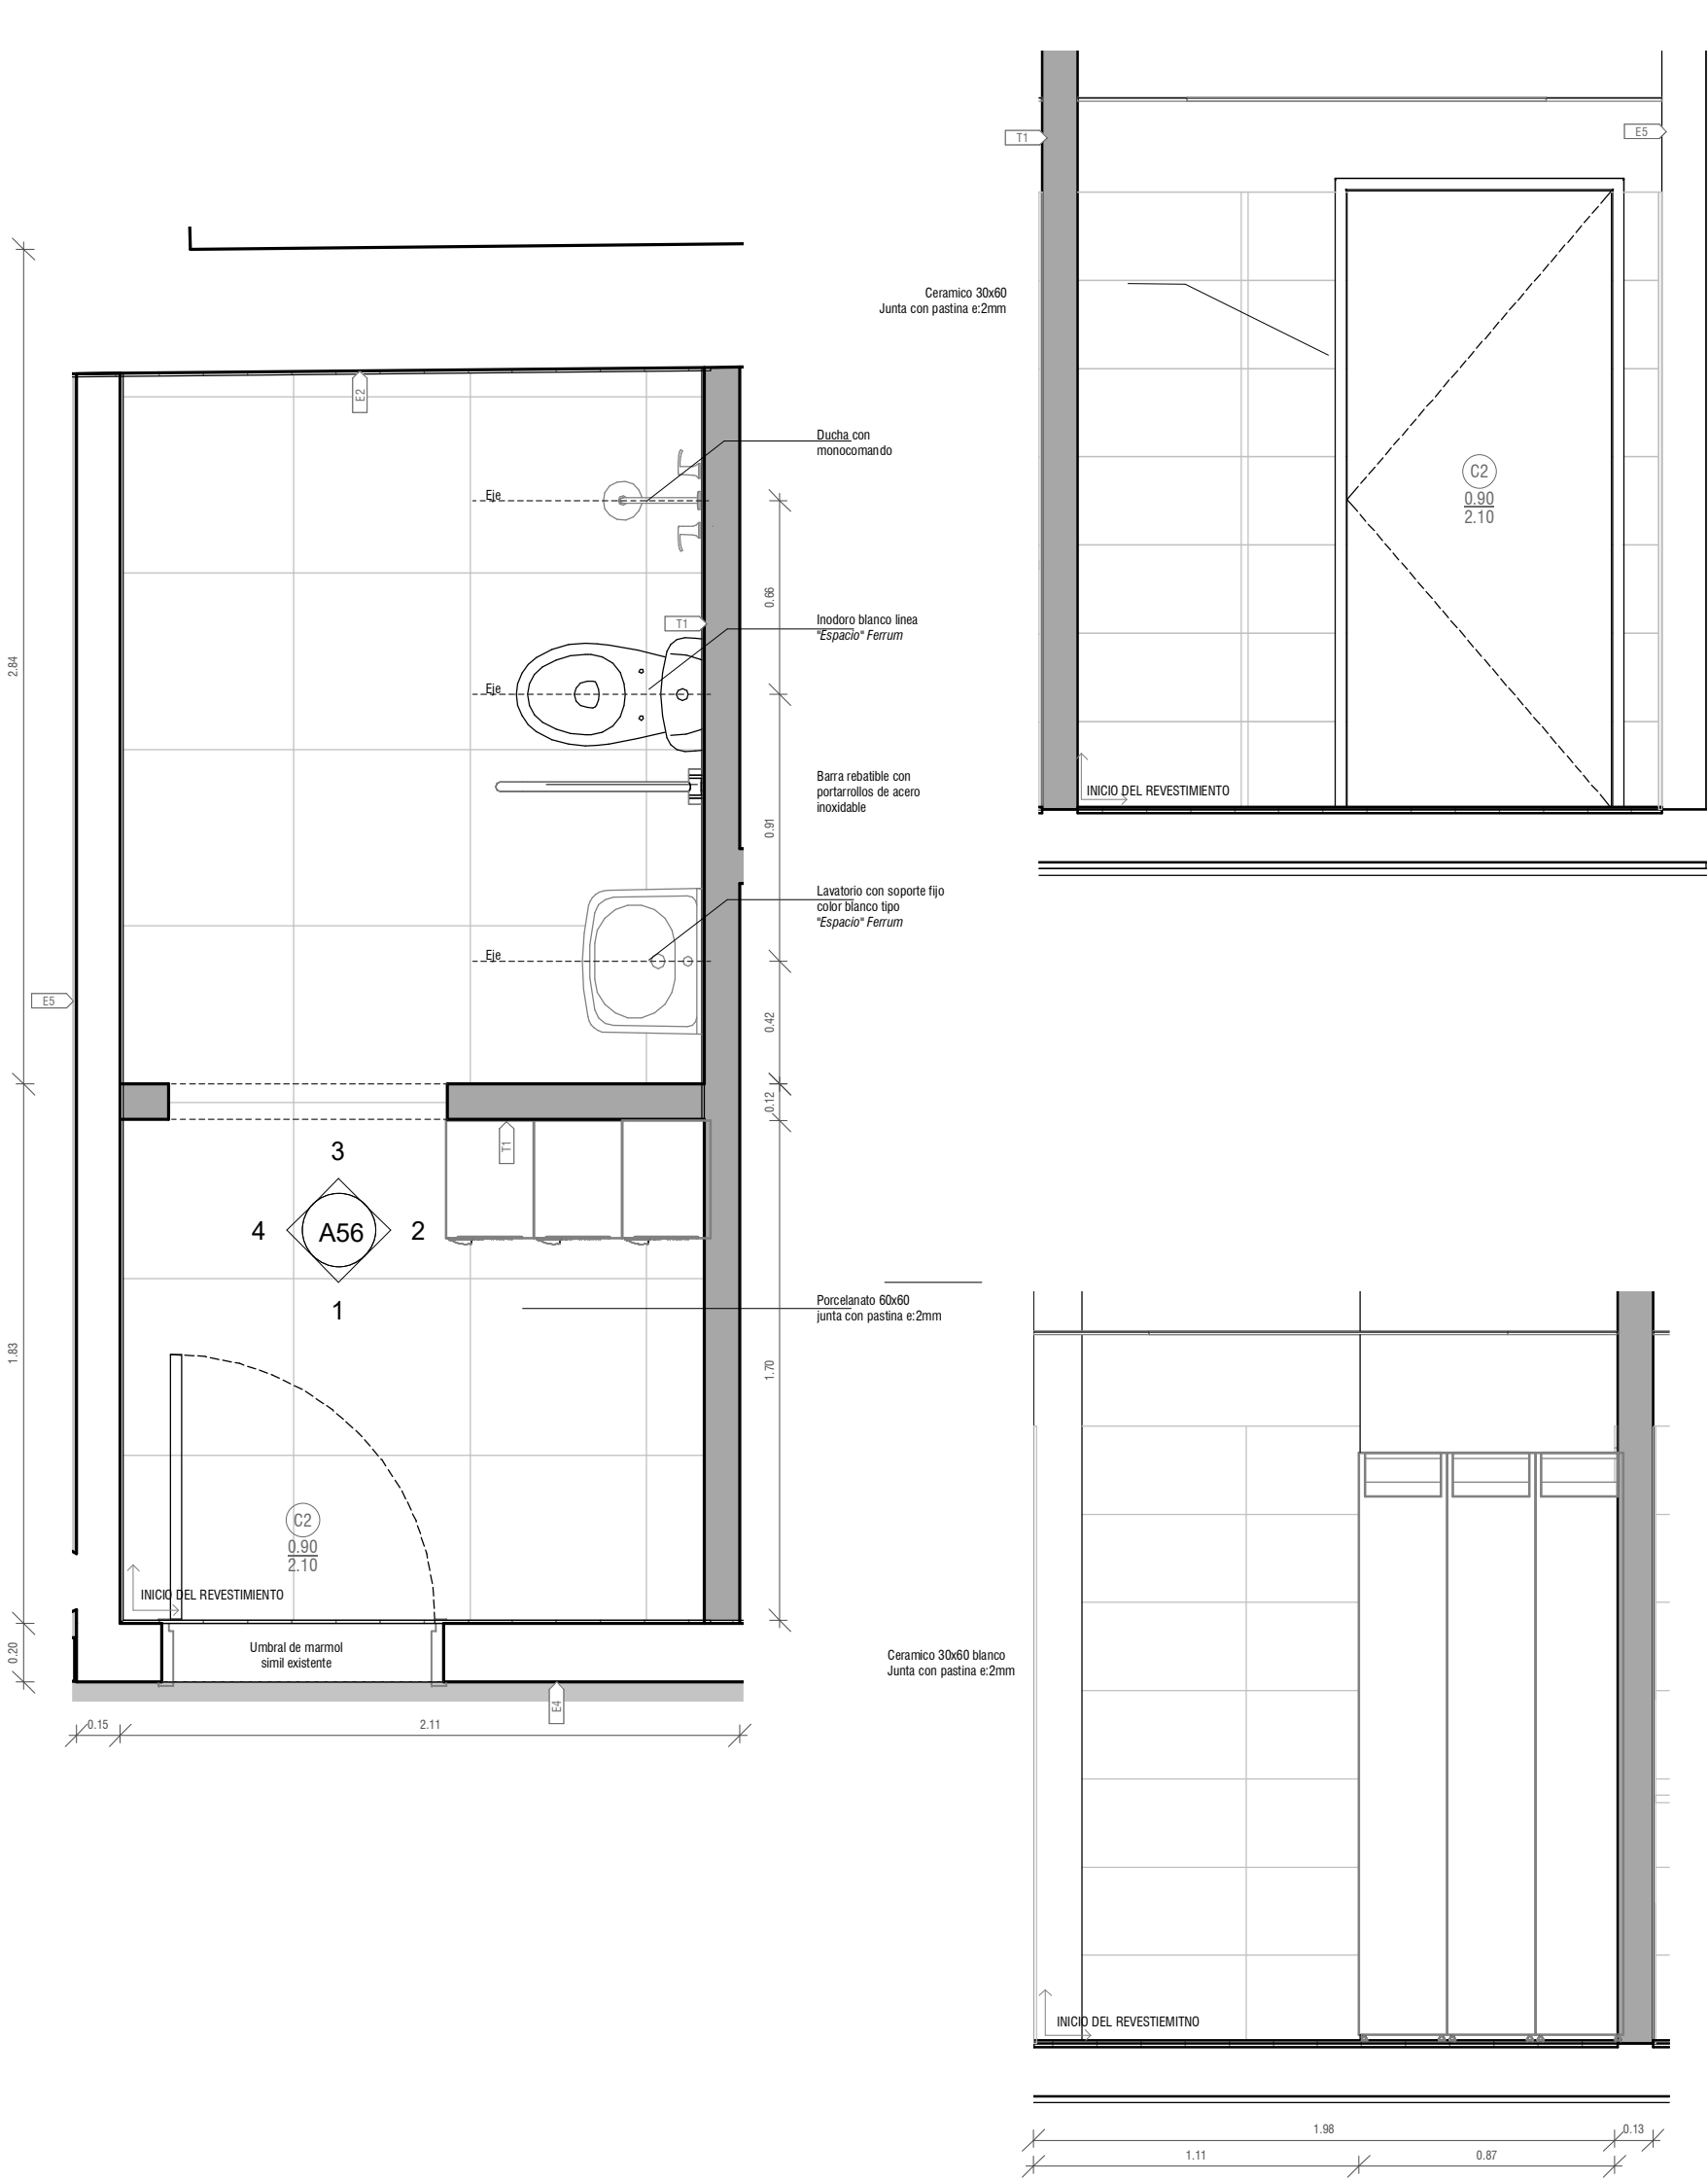 2.84
1.83
0.20
E2
Eje
Ducha con
monocomando
0.66
T1
Inodoro blanco linea
"Espacio" Ferrum
Eje
Barra rebatible con
portarrollos de acero
inoxidable
0.91
Lavatorio con soporte fijo
color blanco tipo
"Espacio" Ferrum
Eje
E5
0.42
0.12
T1
3
4
A56
2
1
Porcelanato 60x60
junta con pastina e:2mm
1.70
C2
0.90
2.10
INICIO DEL REVESTIMIENTO
Umbral de marmol
simil existente
E4
0.15
2.11
T1
E5
Ceramico 30x60
Junta con pastina e:2mm
C2
0.90
2.10
INICIO DEL REVESTIMIENTO
Ceramico 30x60 blanco
Junta con pastina e:2mm
INICIO DEL REVESTIEMITNO
1.98
0.13
1.11
0.87